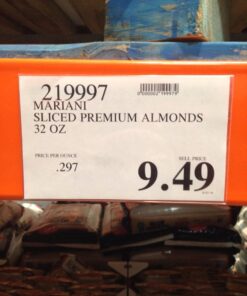 219997
MARIANI
SLICED PREMIUM ALMONDS
32 OZ
PRICE PER OUNCE
.297
SELL PRICE
9.49